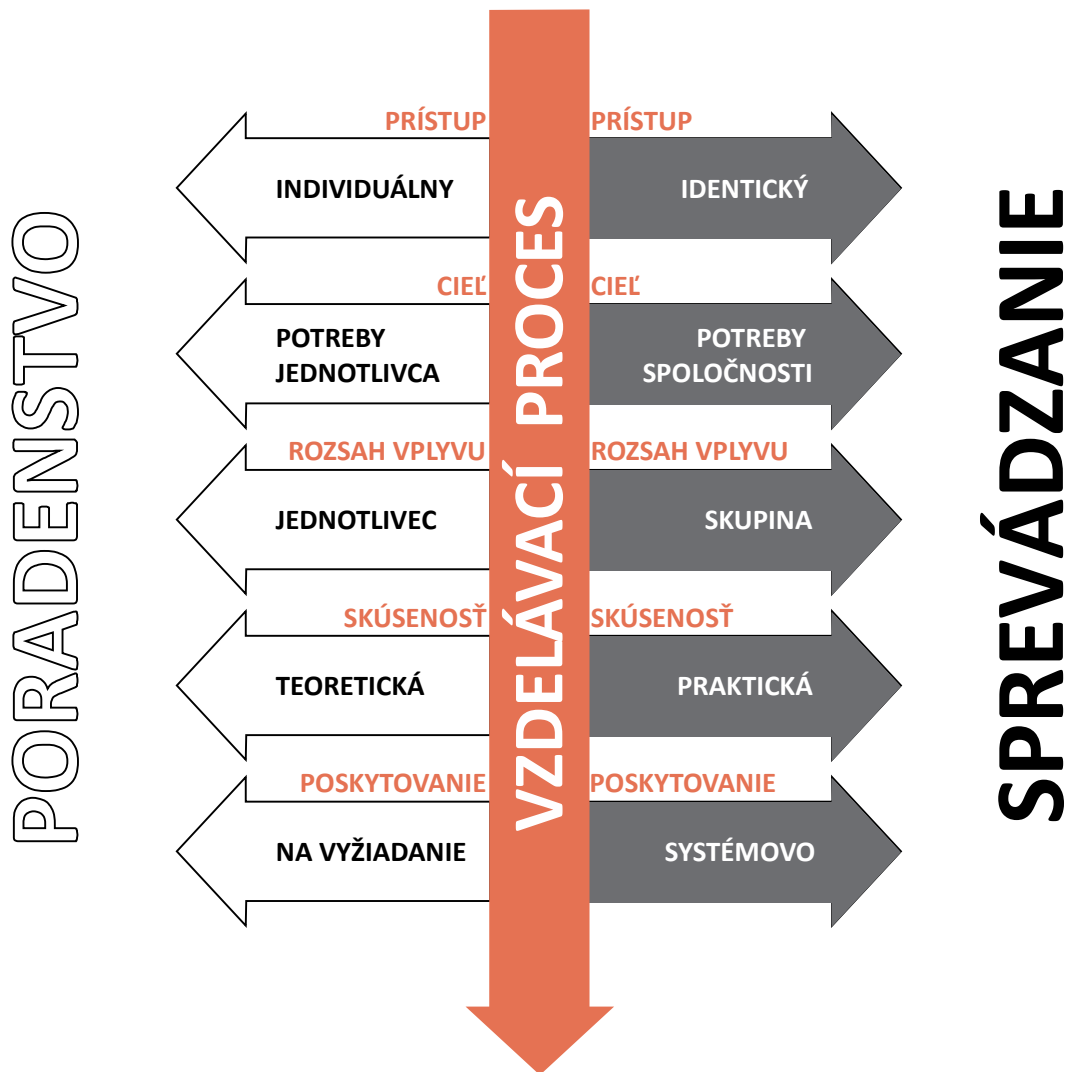 PORADENSTVO
VZDELÁVACÍ PROCES
SPREVÁDZANIE
PRÍSTUP
PRÍSTUP
INDIVIDUÁLNY
IDENTICKÝ
CIEĽ
CIEĽ
POTREBY
JEDNOTLIVCA
POTREBY
SPOLOČNOSTI
ROZSAH VPLYVU
ROZSAH VPLYVU
JEDNOTLIVEC
SKUPINA
SKÚSENOSŤ
SKÚSENOSŤ
TEORETICKÁ
PRAKTICKÁ
POSKYTOVANIE
POSKYTOVANIE
NA VYŽIADANIE
SYSTÉMOVO